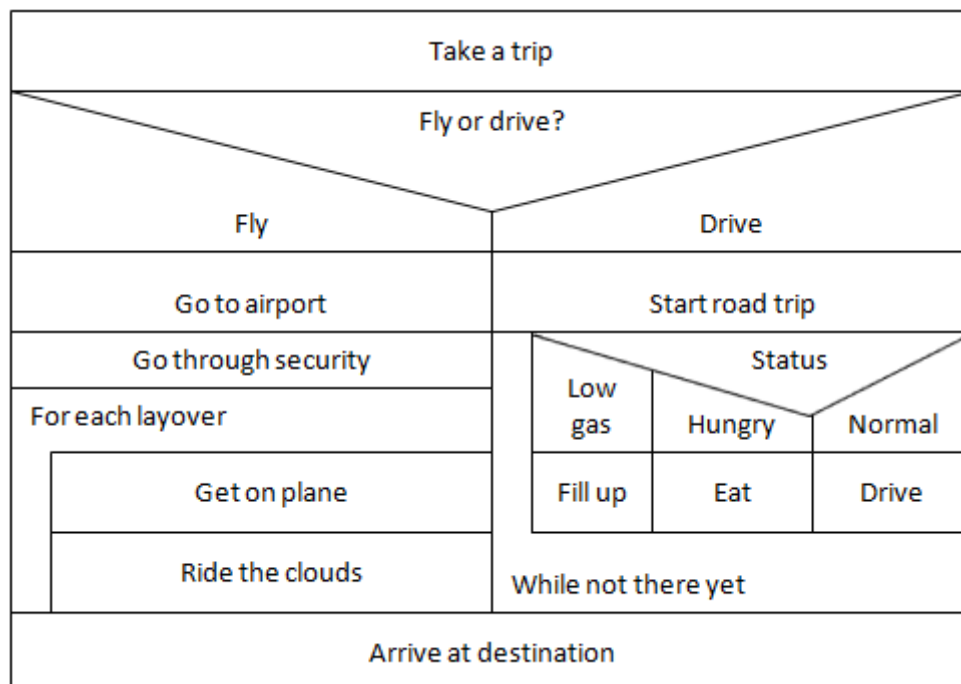 Take a trip
Fly or drive?
Fly
Drive
Go to airport
Start road trip
Go through security
Status
For each layover
Low
gas
Hungry
Normal
Get on plane
Fill up
Eat
Drive
Ride the clouds
While not there yet
Arrive at destination